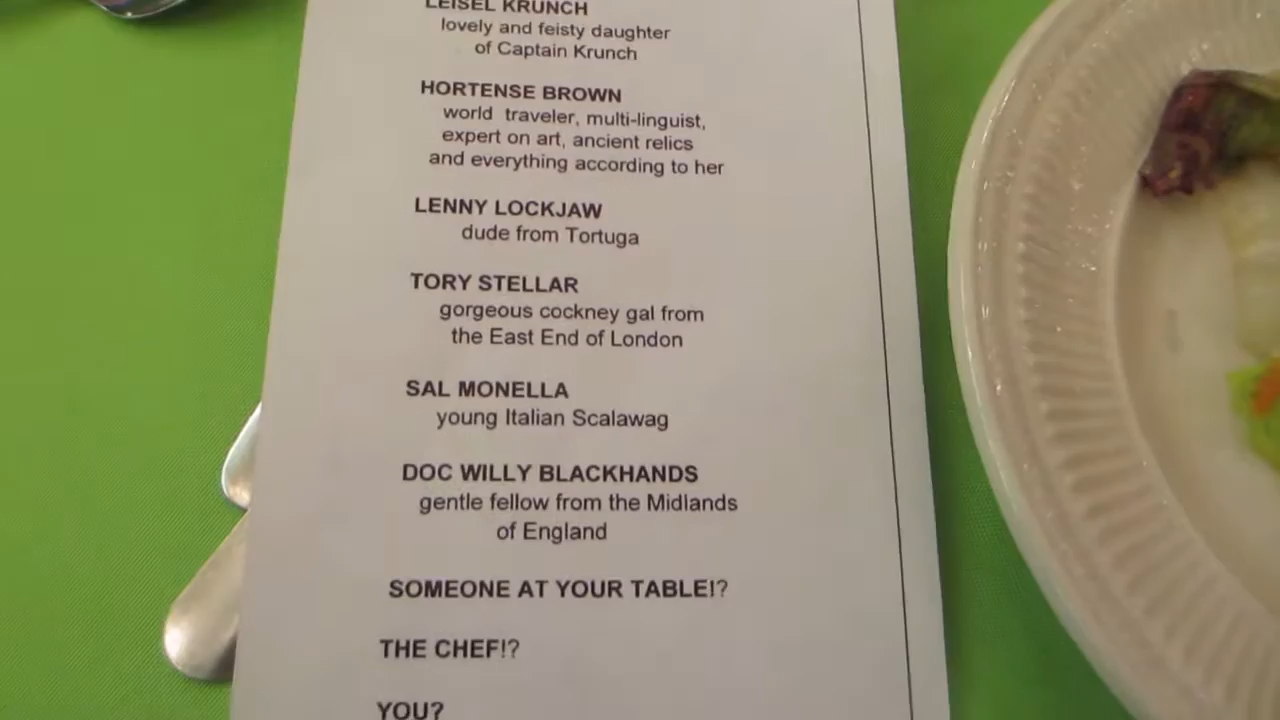 LEISEL KRUNCH
lovely and feisty daughter
of Captain Krunch
HORTENSE BROWN
world traveler, multi-linguist,
expert on art, ancient relics
and everything according to her
LENNY LOCKJAW
dude from Tortuga
TORY STELLAR
gorgeous cockney gal from
the East End of London
SAL MONELLA
young Italian Scalawag
DOC WILLY BLACKHANDS
gentle fellow from the Midlands
of England
SOMEONE AT YOUR TABLE!?
THE CHEF!?
YOU?